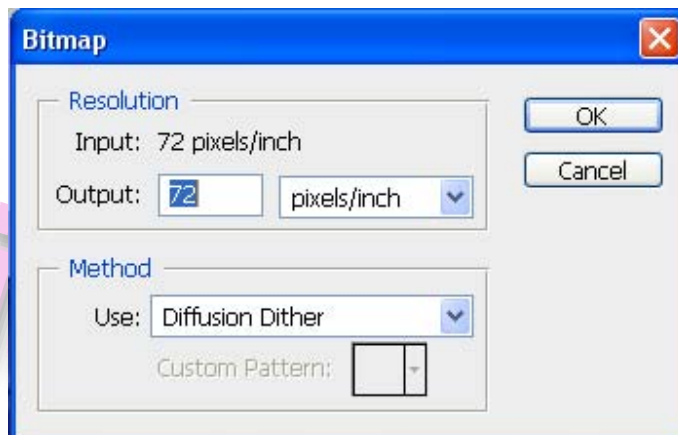 Bitmap
Resolution
Input: 72 pixels/inch
Output: 72 pixels/inch
OK
Cancel
Method
Use: Diffusion Dither
Custom Pattern: